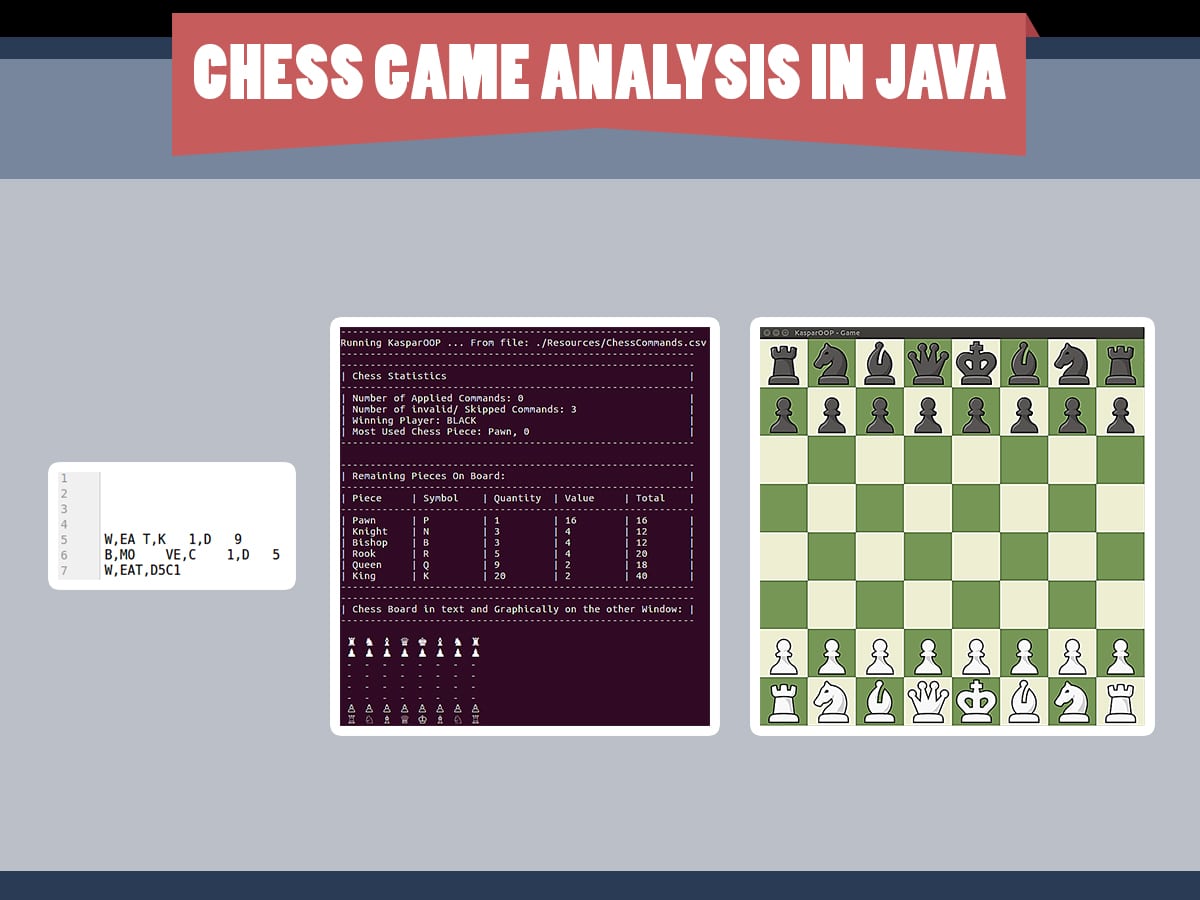 CHESS GAME ANALYSIS IN JAVA
1
2
3
4
5 W,EA T,K 1,D 9
6 B,MO VE,C 1,D 5
7 W,EAT,D5C1
Running KasparOOP ... From file: ./Resources/ChessCommands.csv
| Chess Statistics |
| Number of Applied Commands: 0 |
| Number of invalid/ Skipped Commands: 3 |
| Winning Player: BLACK |
| Most Used Chess Piece: Pawn, 0 |
| Remaining Pieces On Board: |
| Piece | Symbol | Quantity | Value | Total |
| Pawn | P | 1 | 16 | 16 |
| Knight | N | 3 | 4 | 12 |
| Bishop | B | 3 | 4 | 12 |
| Rook | R | 5 | 4 | 20 |
| Queen | Q | 9 | 2 | 18 |
| King | K | 20 | 2 | 40 |
| Chess Board in text and Graphically on the other Window: |
♜ ♞ ♝ ♛ ♚ ♝ ♞ ♜
♟ ♟ ♟ ♟ ♟ ♟ ♟ ♟
- - - - - - - -
- - - - - - - -
- - - - - - - -
- - - - - - - -
♙ ♙ ♙ ♙ ♙ ♙ ♙ ♙
♖ ♘ ♗ ♕ ♔ ♗ ♘ ♖
KasparOOP - Game